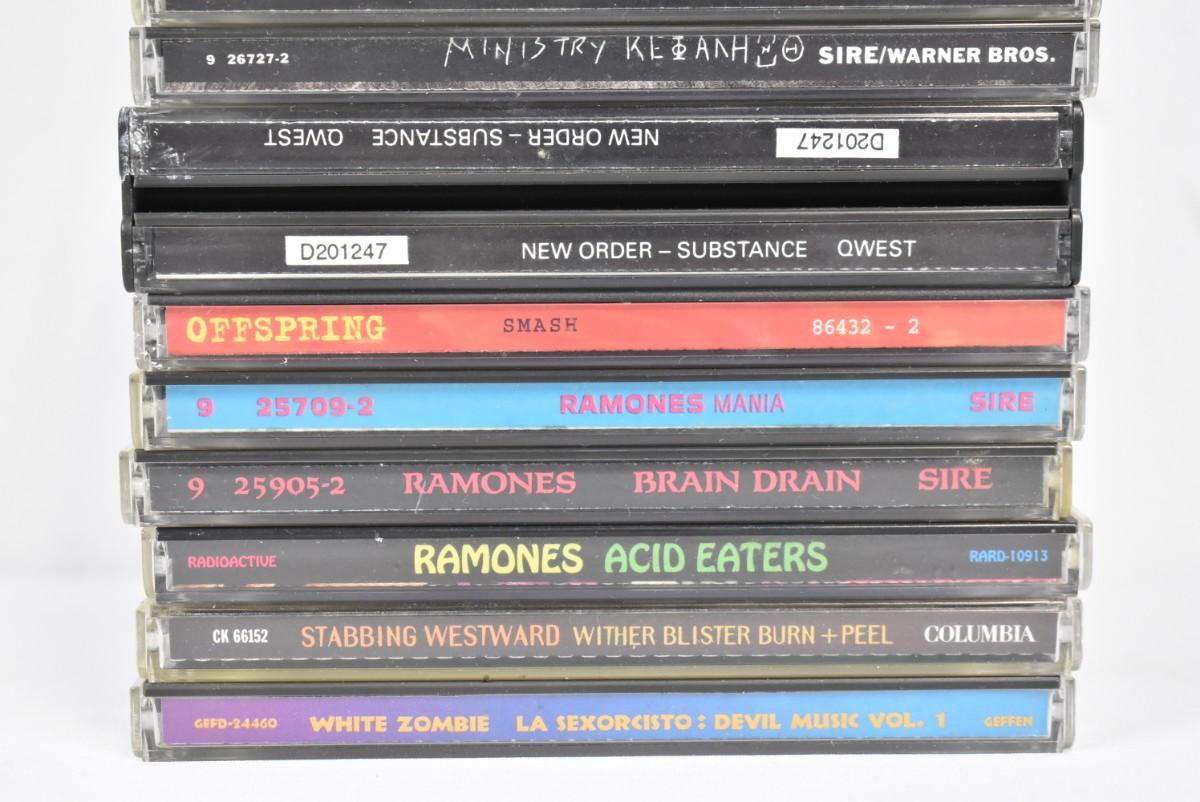 9 26727-2 MINISTRY ΚΕΦΑΛΗ SIRE/WARNER BROS.
D201247 NEW ORDER – SUBSTANCE QWEST
D201247 NEW ORDER – SUBSTANCE QWEST
OFFSPRING SMASH 86432 - 2
9 25709-2 RAMONES MANIA SIRE
9 25905-2 RAMONES BRAIN DRAIN SIRE
RADIOACTIVE RAMONES ACID EATERS RARD-10913
CK 66152 STABBING WESTWARD WITHER BLISTER BURN + PEEL COLUMBIA
GEFD-24460 WHITE ZOMBIE LA SEXORCISTO: DEVIL MUSIC VOL. 1 GEFFEN